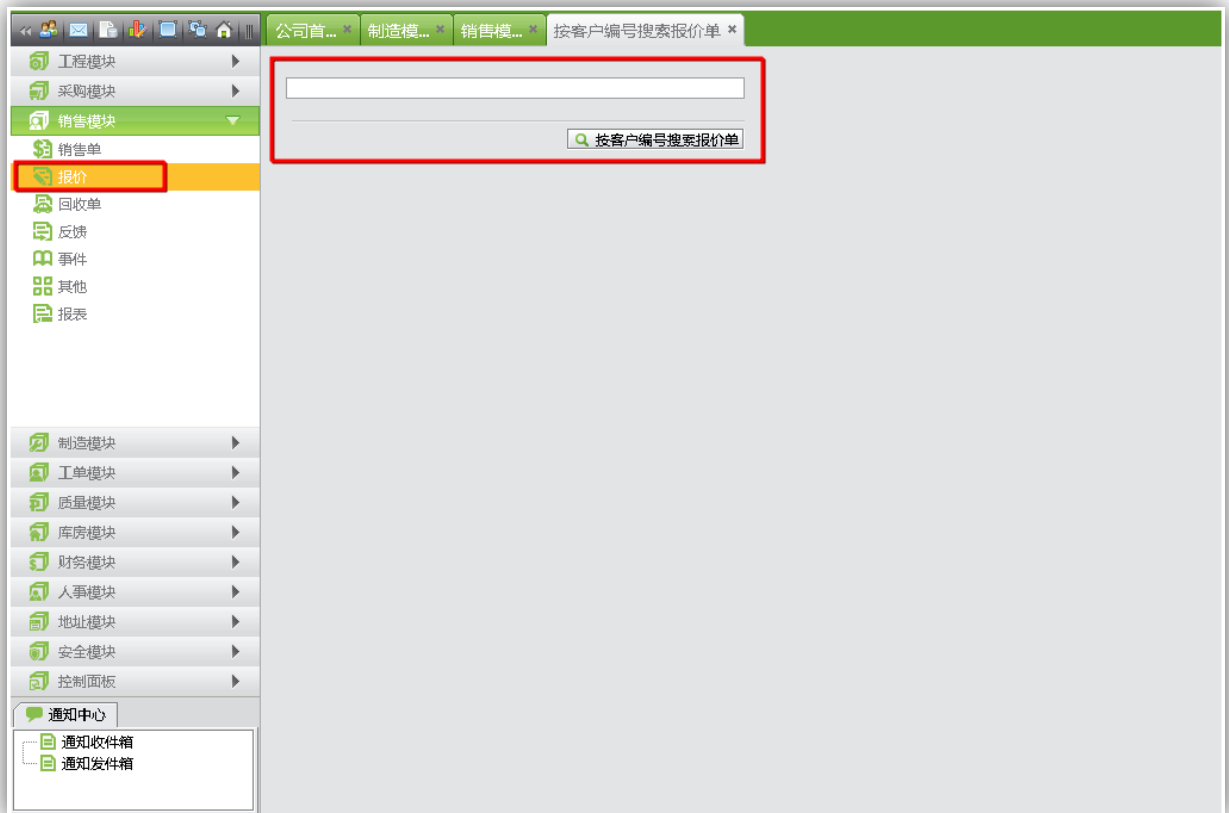 公司首...
制造模...
销售模...
按客户编号搜索报价单
工程模块
采购模块
销售模块
销售单
报价
回收单
反馈
事件
其他
报表
按客户编号搜索报价单
制造模块
工单模块
质量模块
库房模块
财务模块
人事模块
地址模块
安全模块
控制面板
通知中心
通知收件箱
通知发件箱